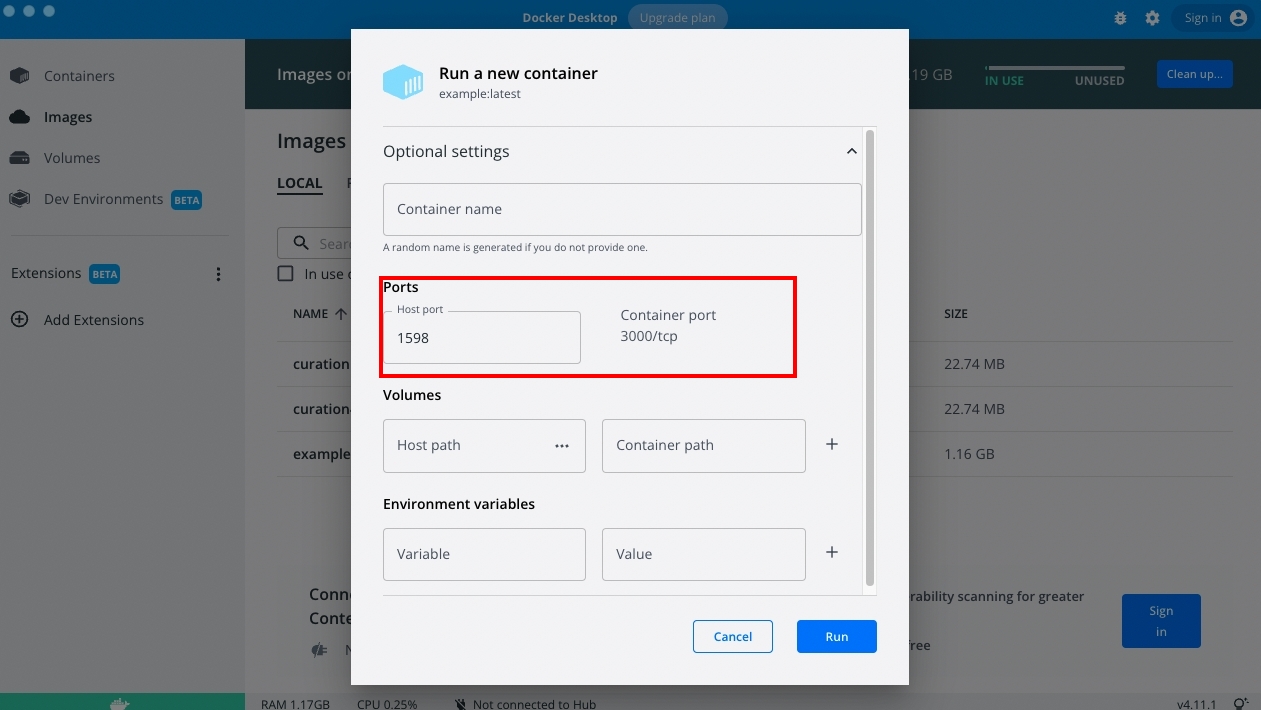 Docker Desktop
Upgrade plan
Sign in
Containers
Images
Volumes
Dev Environments BETA
Extensions BETA
Add Extensions
Images
.19 GB
IN USE
UNUSED
Clean up...
Images
LOCAL
In use
NAME
SIZE
curation
22.74 MB
curation
22.74 MB
example
1.16 GB
Run a new container
example:latest
Optional settings
Container name
A random name is generated if you do not provide one.
Ports
Host port
1598
Container port
3000/tcp
Volumes
Host path
Container path
Environment variables
Variable
Value
Cancel
Run
scanning for greater
Sign
in
RAM 1.17GB
CPU 0.25%
Not connected to Hub
v4.11.1